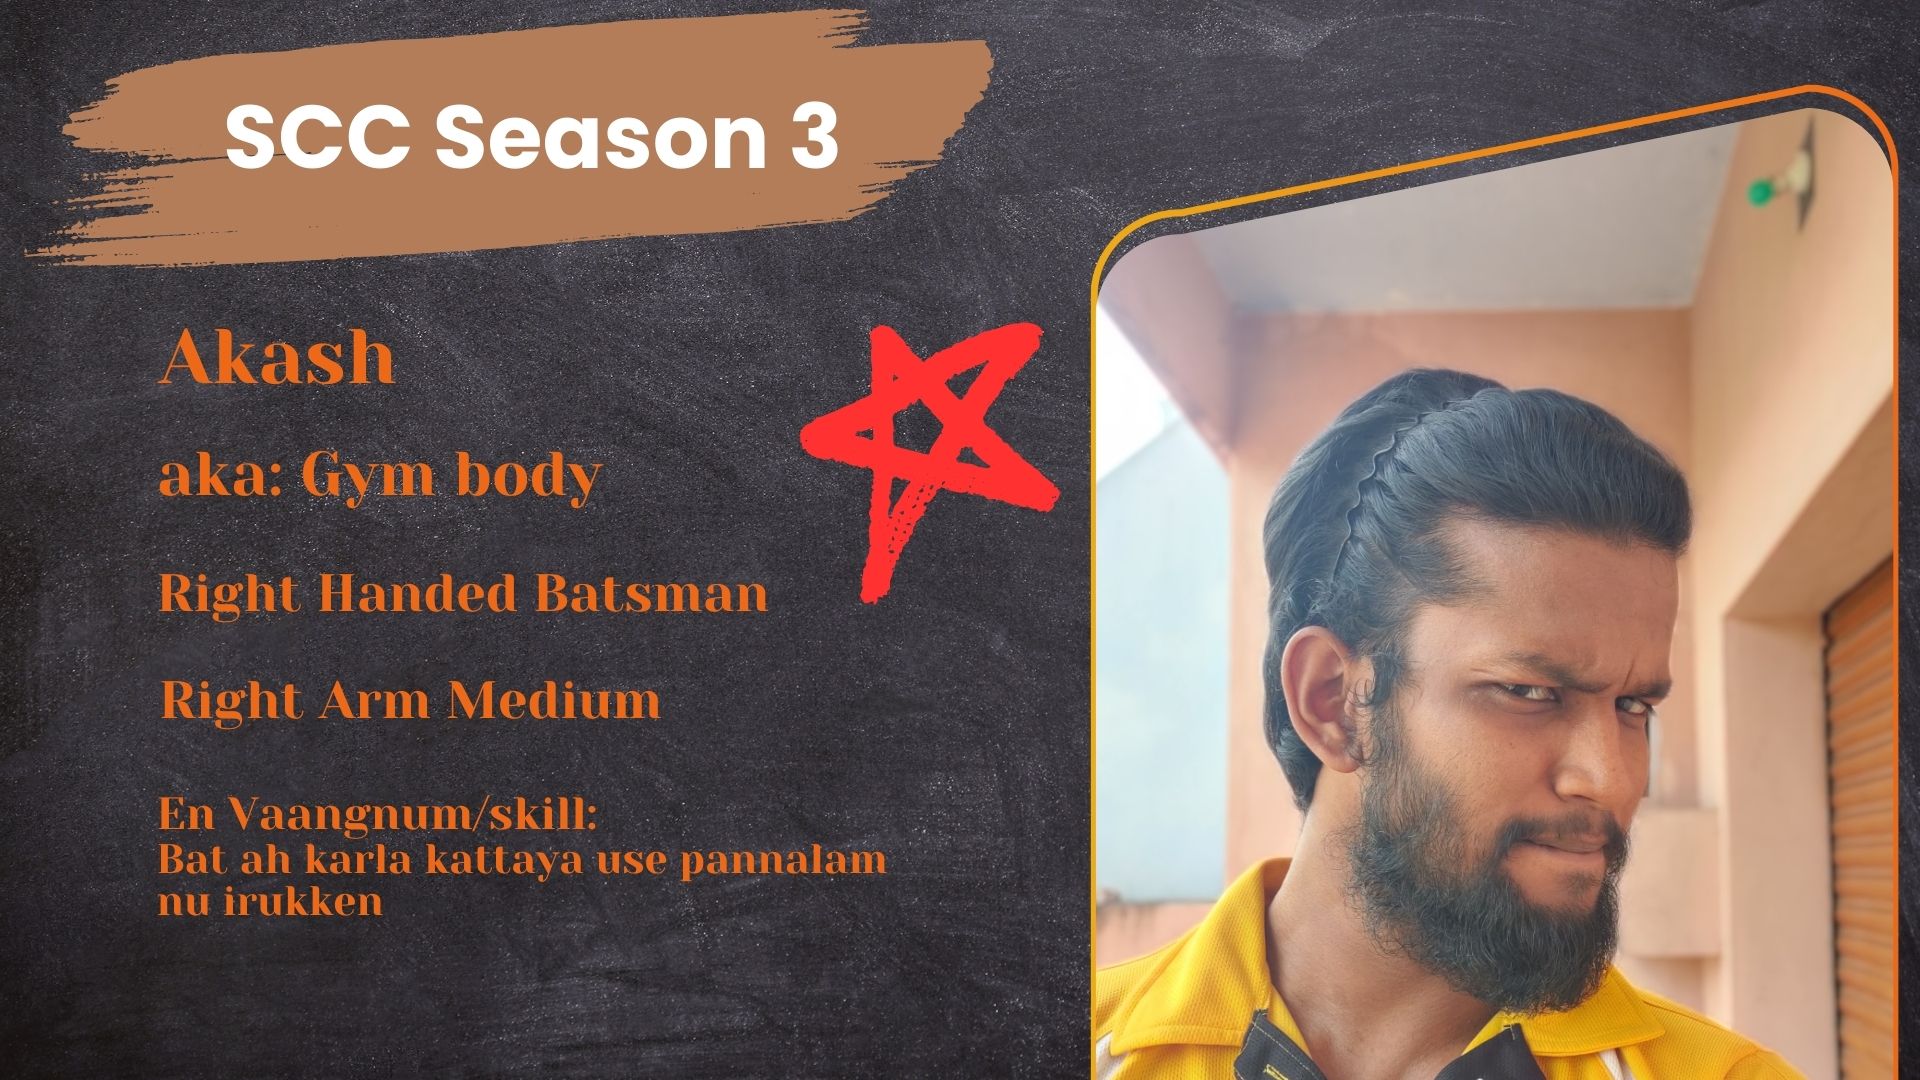 SCC Season 3
Akash
aka: Gym body
Right Handed Batsman
Right Arm Medium
En Vaangnum/skill:
Bat ah karla kattaya use pannalam
nu irukken